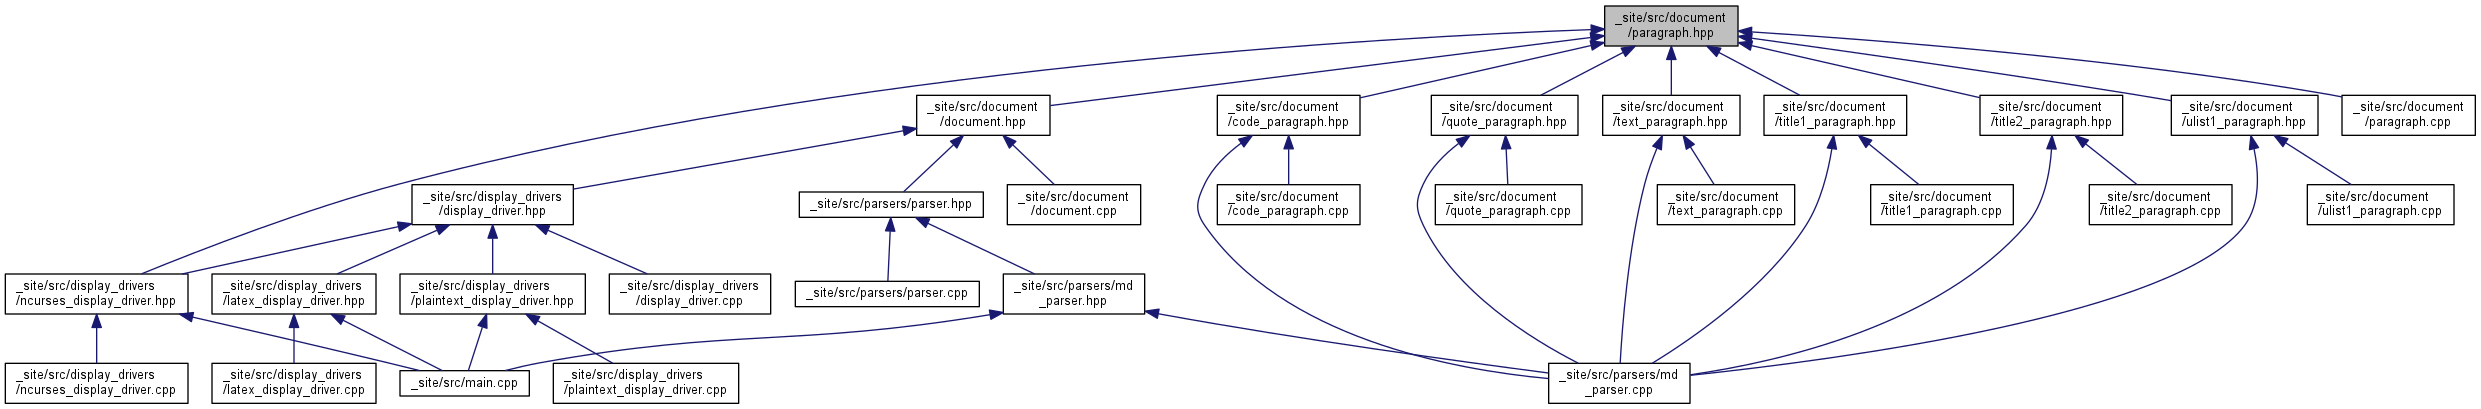 _site/src/document
/paragraph.hpp
_site/src/document
/document.hpp
_site/src/document
/code_paragraph.hpp
_site/src/document
/quote_paragraph.hpp
_site/src/document
/text_paragraph.hpp
_site/src/document
/title1_paragraph.hpp
_site/src/document
/title2_paragraph.hpp
_site/src/document
/ulist1_paragraph.hpp
_site/src/document
/paragraph.cpp
_site/src/display_drivers
/display_driver.hpp
_site/src/parsers/parser.hpp
_site/src/document
/document.cpp
_site/src/document
/code_paragraph.cpp
_site/src/document
/quote_paragraph.cpp
_site/src/document
/text_paragraph.cpp
_site/src/document
/title1_paragraph.cpp
_site/src/document
/title2_paragraph.cpp
_site/src/document
/ulist1_paragraph.cpp
_site/src/display_drivers
/ncurses_display_driver.hpp
_site/src/display_drivers
/latex_display_driver.hpp
_site/src/display_drivers
/plaintext_display_driver.hpp
_site/src/display_drivers
/display_driver.cpp
_site/src/parsers/parser.cpp
_site/src/parsers/md
_parser.hpp
_site/src/display_drivers
/ncurses_display_driver.cpp
_site/src/display_drivers
/latex_display_driver.cpp
_site/src/main.cpp
_site/src/display_drivers
/plaintext_display_driver.cpp
_site/src/parsers/md
_parser.cpp